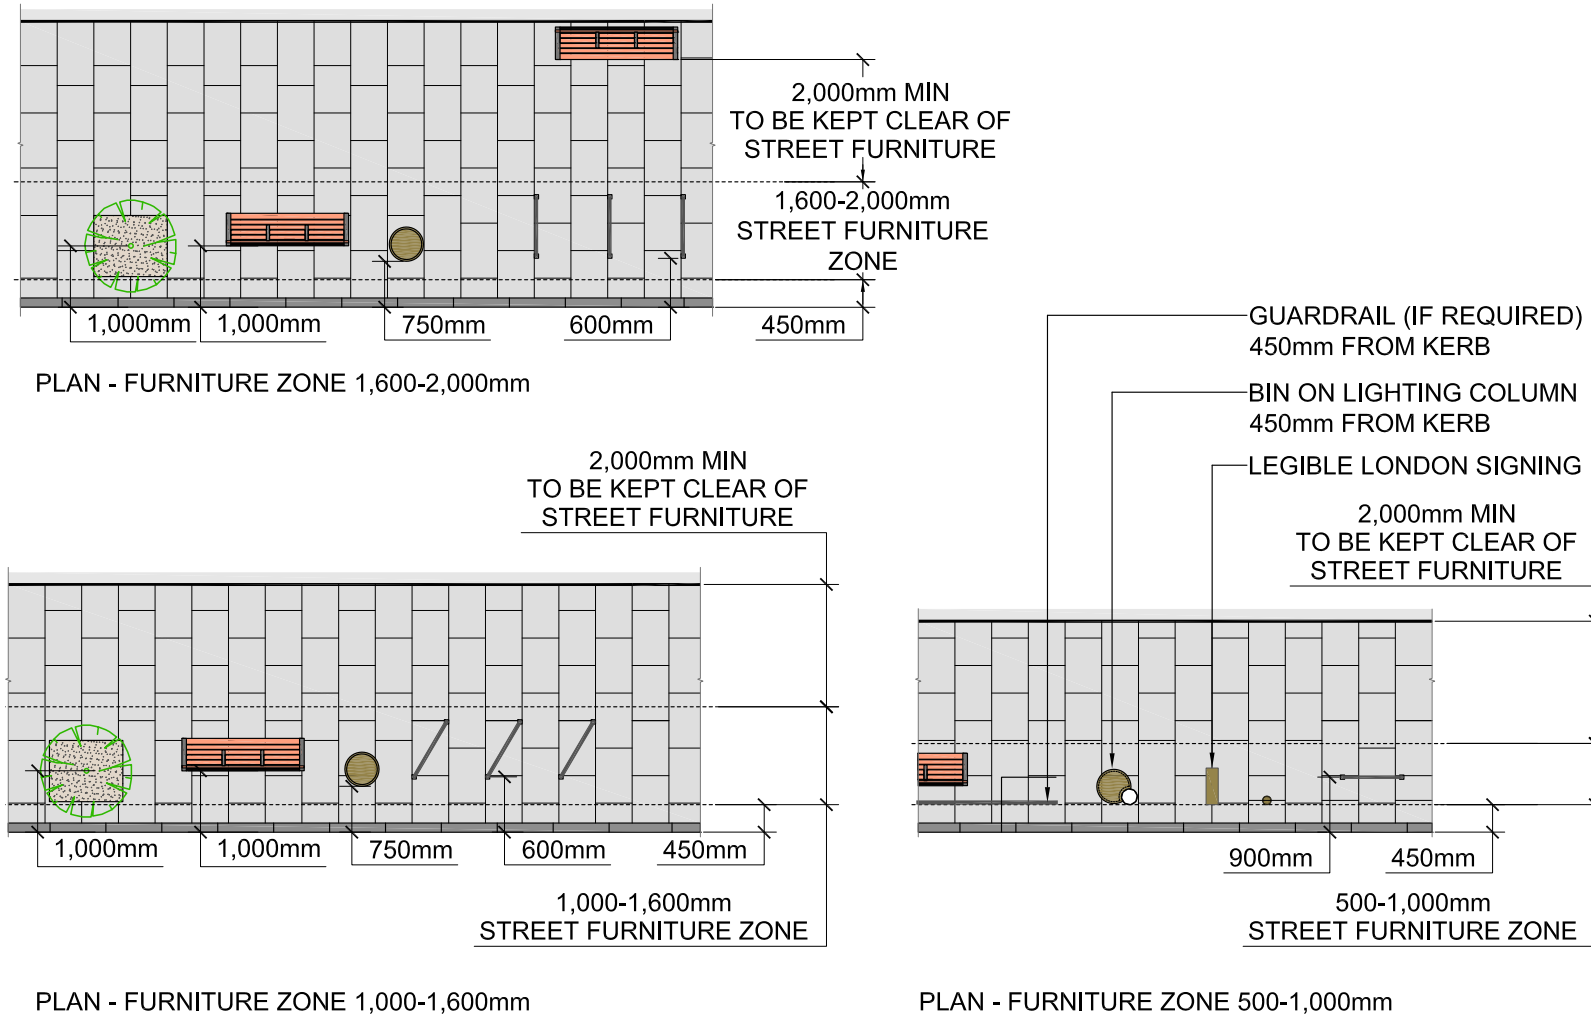 2,000mm MIN
TO BE KEPT CLEAR OF
STREET FURNITURE
1,600-2,000mm
STREET FURNITURE
ZONE
1,000mm
1,000mm
750mm
600mm
450mm
PLAN - FURNITURE ZONE 1,600-2,000mm
2,000mm MIN
TO BE KEPT CLEAR OF
STREET FURNITURE
1,000mm
1,000mm
750mm
600mm
450mm
1,000-1,600mm
STREET FURNITURE ZONE
PLAN - FURNITURE ZONE 1,000-1,600mm
GUARDRAIL (IF REQUIRED)
450mm FROM KERB
BIN ON LIGHTING COLUMN
450mm FROM KERB
LEGIBLE LONDON SIGNING
2,000mm MIN
TO BE KEPT CLEAR OF
STREET FURNITURE
900mm
450mm
500-1,000mm
STREET FURNITURE ZONE
PLAN - FURNITURE ZONE 500-1,000mm